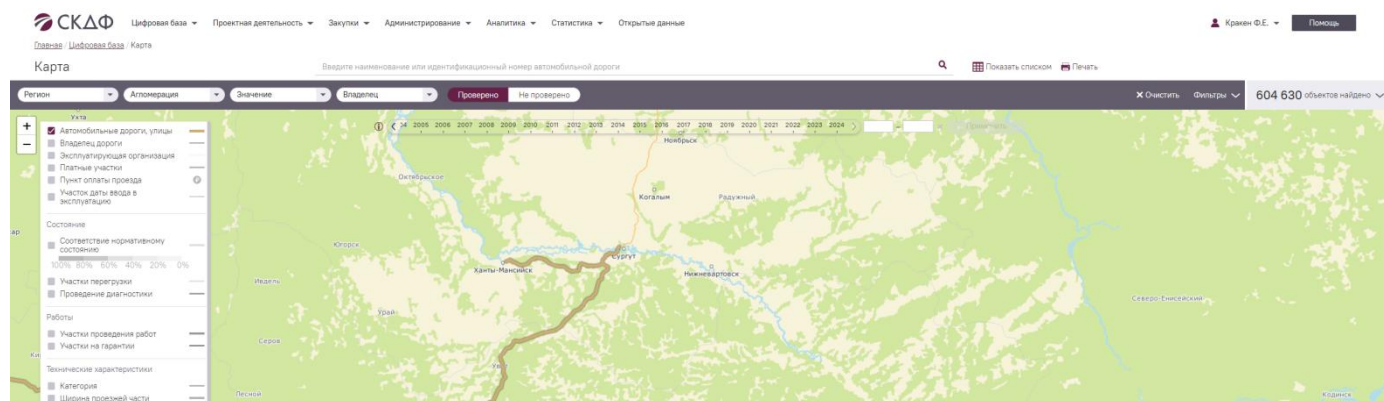 СКДФ Цифровая база Проектная деятельность Закупки Администрирование Аналитика Статистика Открытые данные Кракен Ф.Е. Помощь
Главная / Цифровая база / Карта
Карта Введите наименование или идентификационный номер автомобильной дороги Показать списком Печать
Регион Агломерация Значение Владелец Проверено Не проверено Очистить Фильтры 604 630 объектов найдено
Ухта
+
−
Автомобильные дороги, улицы
Владелец дороги
Эксплуатирующая организация
Платные участки
Пункт оплаты проезда
Участок даты ввода в
эксплуатацию
Состояние
Соответствие нормативному
состоянию
100% 80% 60% 40% 20% 0%
Участки перегрузки
Проведение диагностики
Работы
Участки проведения работ
Участки на гарантии
Технические характеристики
Категория
Ширина проезжей части
2005 2006 2007 2008 2009 2010 2011 2012 2013 2014 2015 2016 2017 2018 2019 2020 2021 2022 2023 2024 –
Ноябрьск
Октябрьское
Когалым Радужный
Югорск
Сургут
Ханты-Мансийск Нижневартовск
Ивдель
Северо-Енисейский
Урай
Серов
Лесной
Кодинск